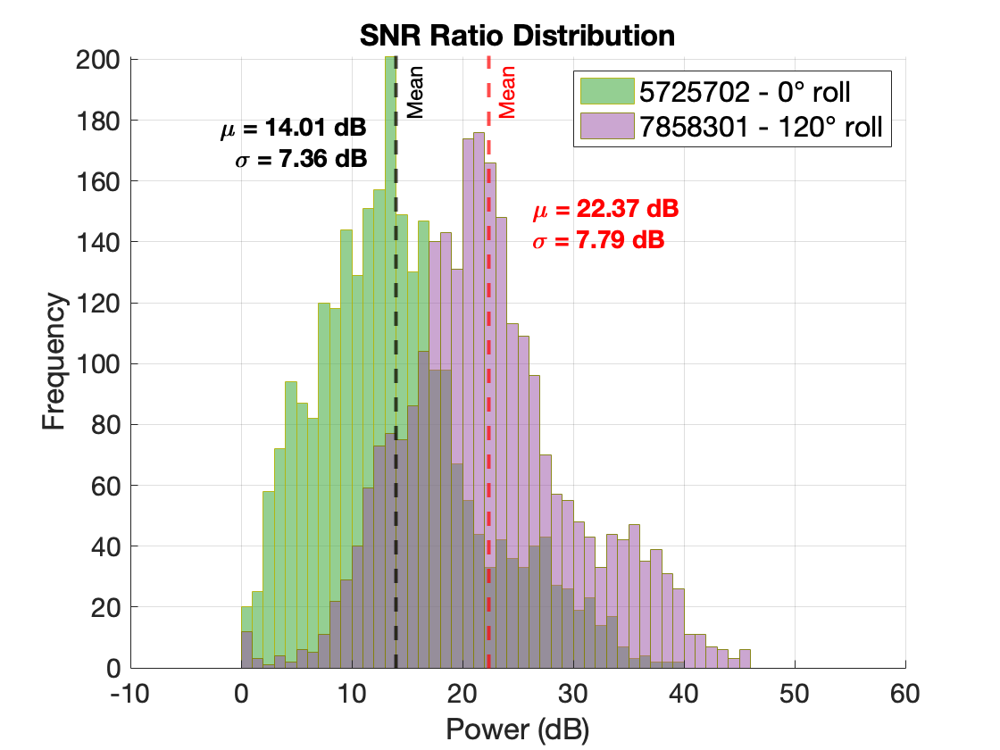 SNR Ratio Distribution
5725702 - 0° roll
7858301 - 120° roll
Mean
Mean
μ = 14.01 dB
σ = 7.36 dB
μ = 22.37 dB
σ = 7.79 dB
Frequency
200
180
160
140
120
100
80
60
40
20
0
-10 0 10 20 30 40 50 60
Power (dB)